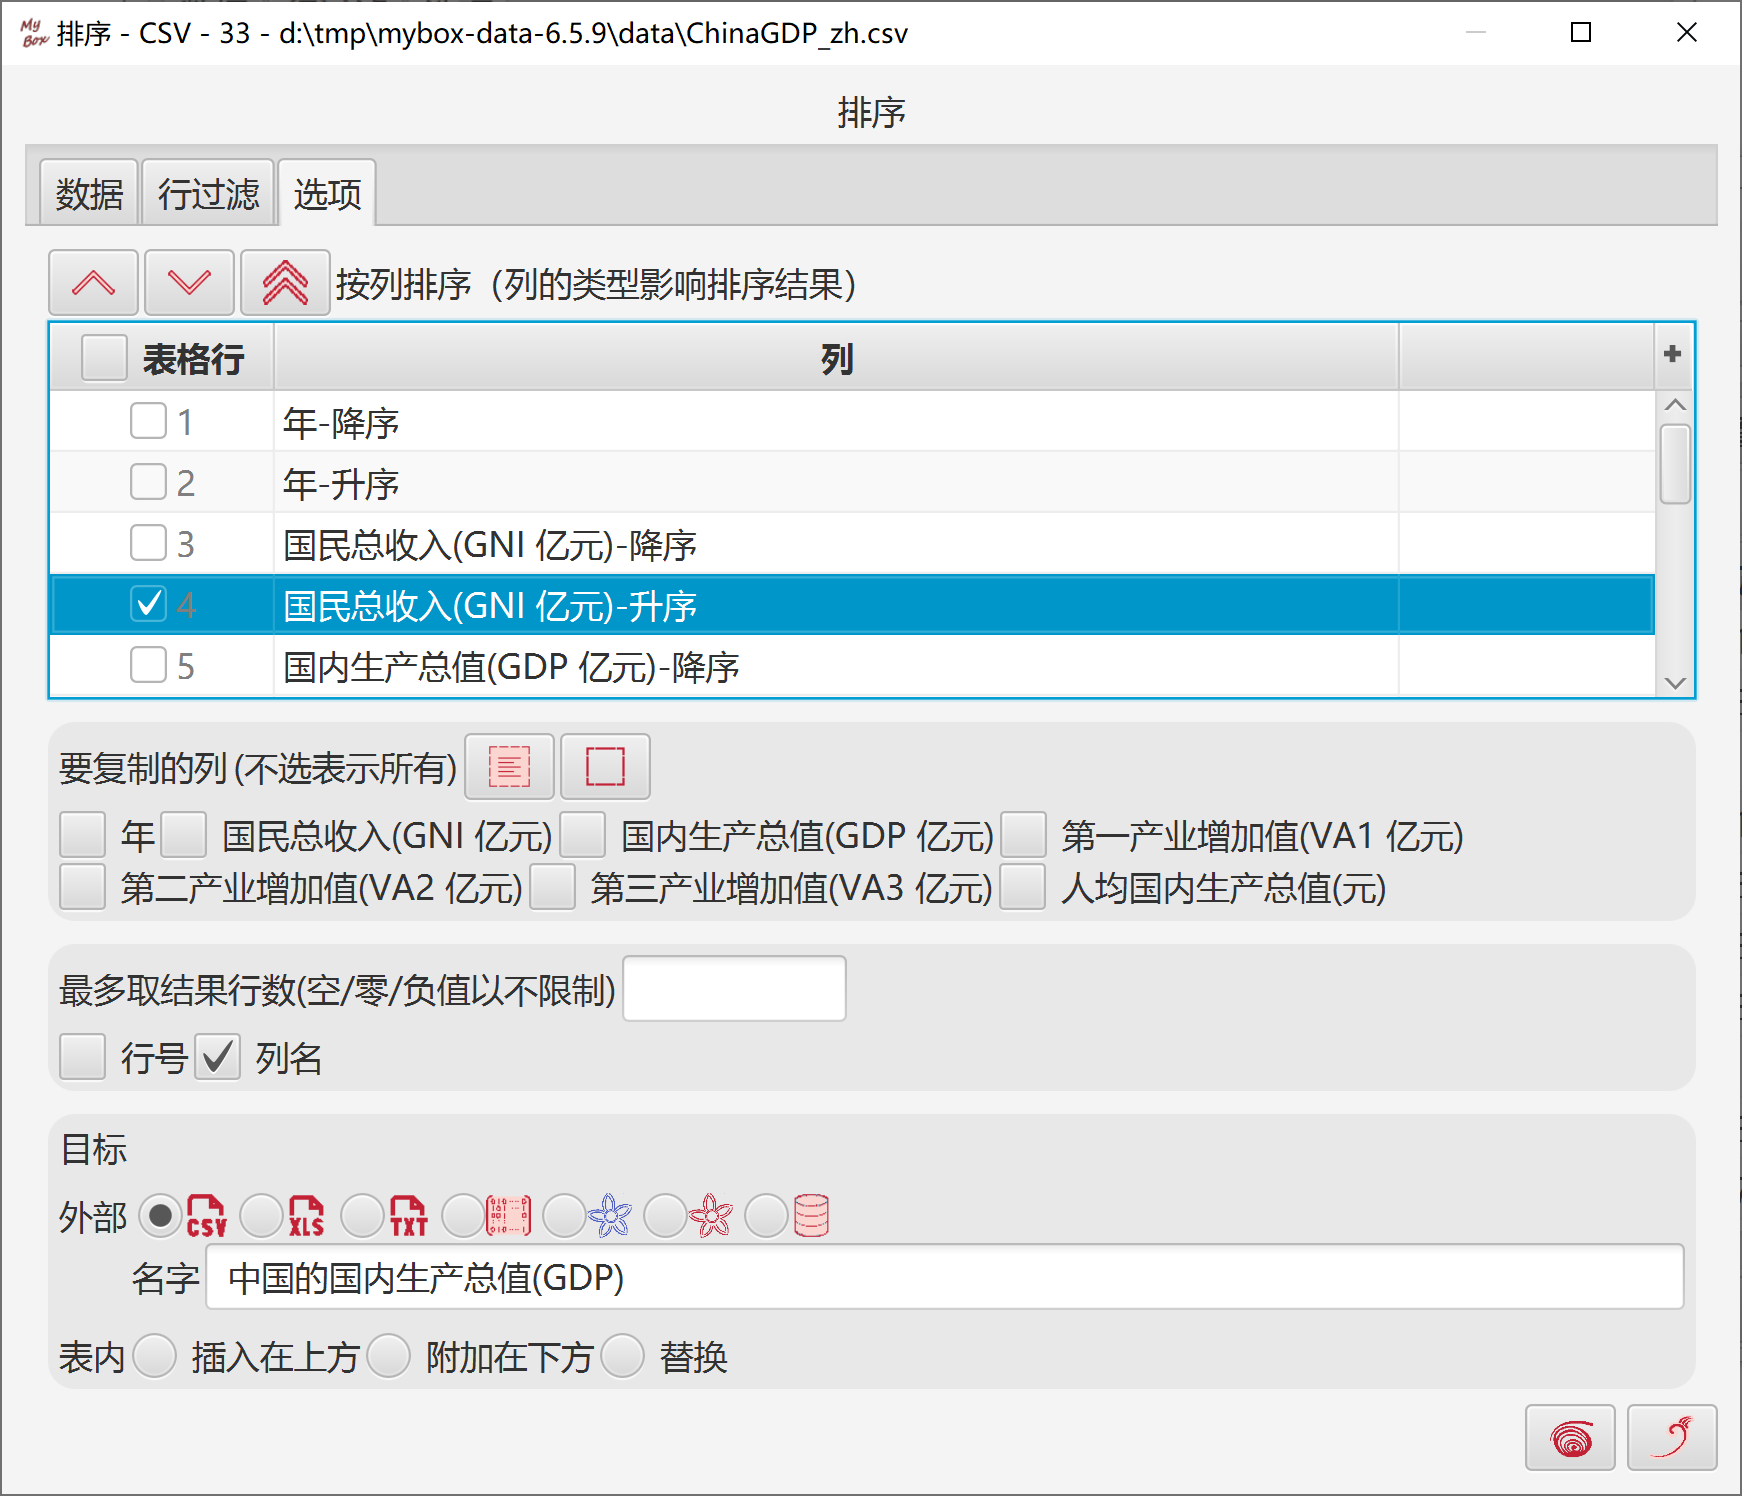 My Box 排序 - CSV - 33 - d:\tmp\mybox-data-6.5.9\data\ChinaGDP_zh.csv
排序
数据 行过滤 选项
按列排序（列的类型影响排序结果）
表格行 列
1 年-降序
2 年-升序
3 国民总收入(GNI 亿元)-降序
4 国民总收入(GNI 亿元)-升序
5 国内生产总值(GDP 亿元)-降序
要复制的列(不选表示所有)
年 国民总收入(GNI 亿元) 国内生产总值(GDP 亿元) 第一产业增加值(VA1 亿元)
第二产业增加值(VA2 亿元) 第三产业增加值(VA3 亿元) 人均国内生产总值(元)
最多取结果行数(空/零/负值以不限制)
行号 列名
目标
外部 CSV XLS TXT
名字 中国的国内生产总值(GDP)
表内 插入在上方 附加在下方 替换